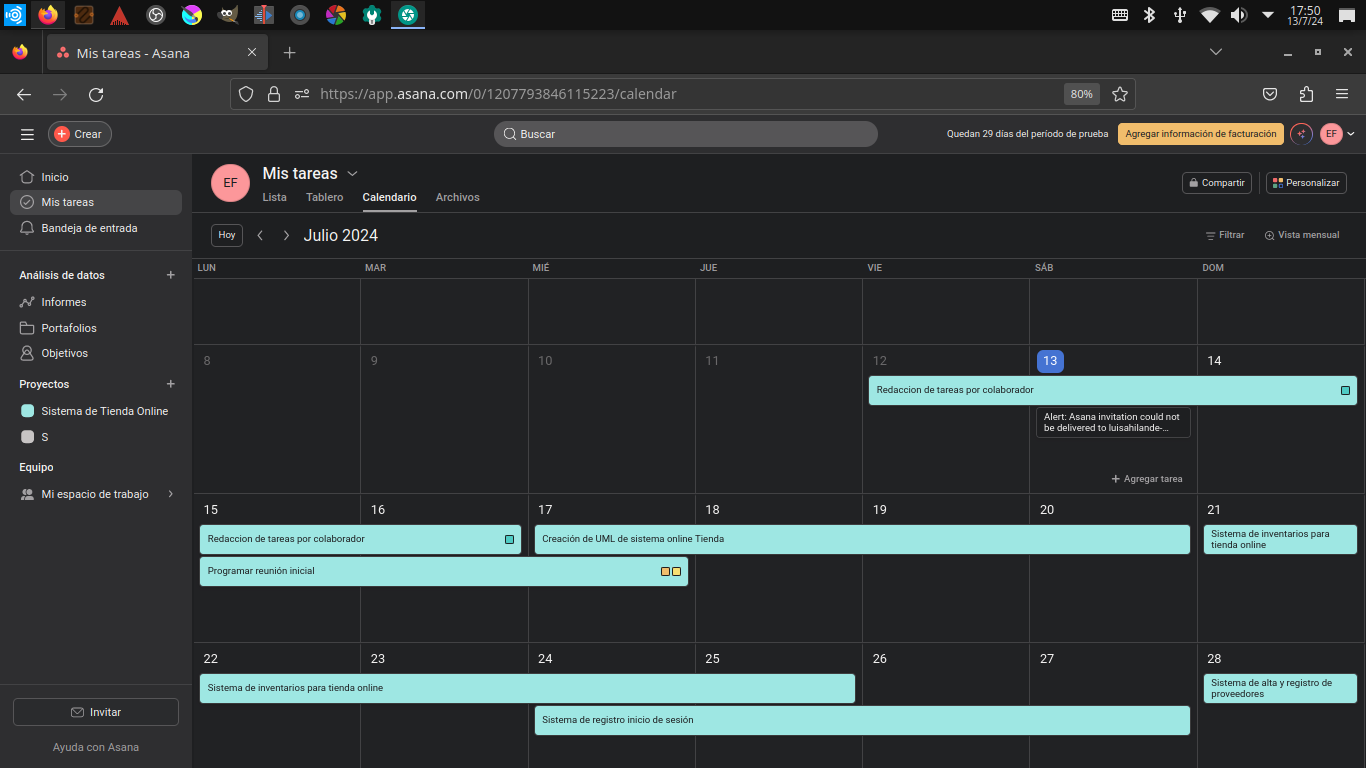 17:50
13/7/24
Mis tareas - Asana
https://app.asana.com/0/1207793846115223/calendar
80%
Crear
Buscar
Quedan 29 días del período de prueba
Agregar información de facturación
EF
Inicio
Mis tareas
Bandeja de entrada
Análisis de datos
Informes
Portafolios
Objetivos
Proyectos
Sistema de Tienda Online
S
Equipo
Mi espacio de trabajo
Invitar
Ayuda con Asana
EF
Mis tareas
Lista
Tablero
Calendario
Archivos
Compartir
Personalizar
Hoy
Julio 2024
Filtrar
Vista mensual
LUN
MAR
MIÉ
JUE
VIE
SÁB
DOM
8
9
10
11
12
13
14
Redaccion de tareas por colaborador
Alert: Asana invitation could not
be delivered to luisahilande-...
+ Agregar tarea
15
16
17
18
19
20
21
Redaccion de tareas por colaborador
Creación de UML de sistema online Tienda
Sistema de inventarios para
tienda online
Programar reunión inicial
22
23
24
25
26
27
28
Sistema de inventarios para tienda online
Sistema de alta y registro de
proveedores
Sistema de registro inicio de sesión